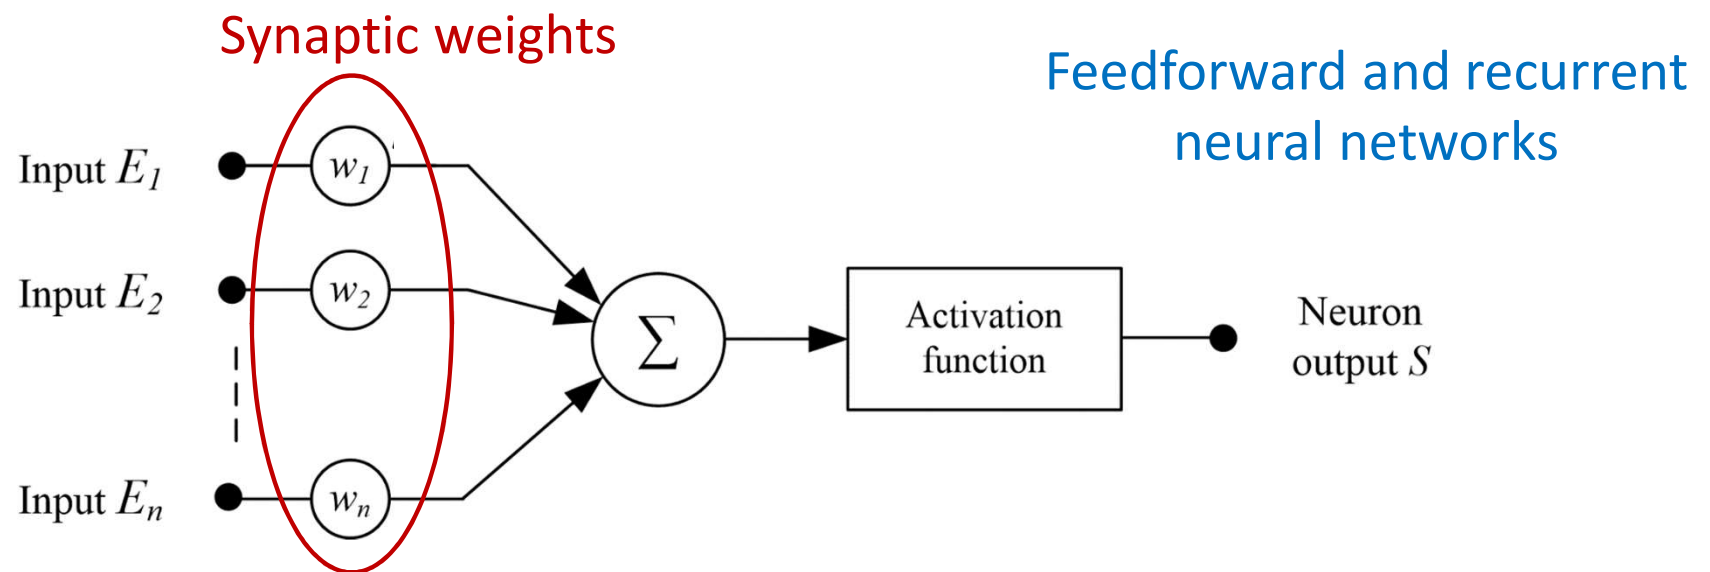 Synaptic weights
Feedforward and recurrent
neural networks
Input E1
w1
Input E2
w2
Σ
Activation
function
Neuron
output S
Input En
wn